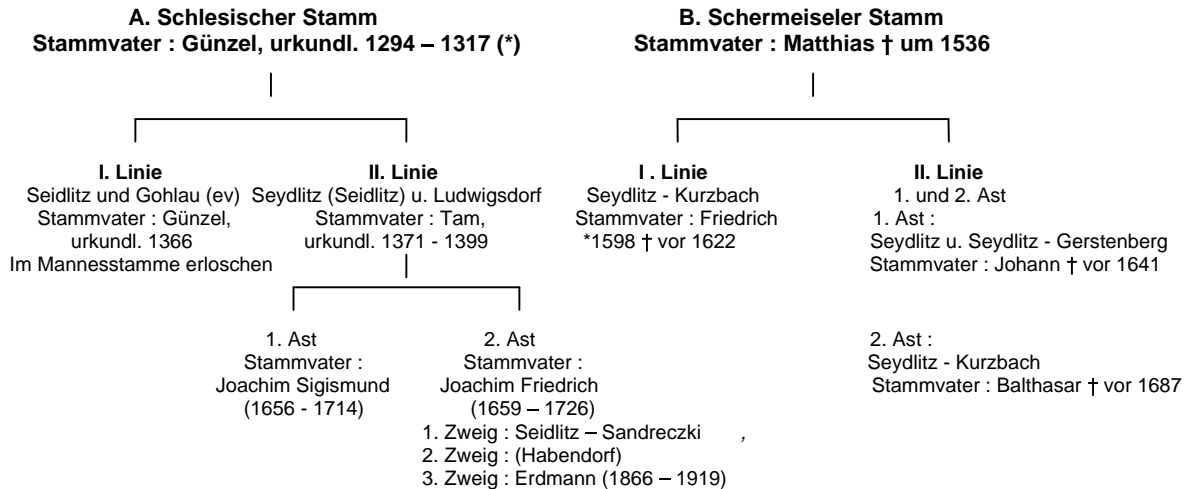 A. Schlesischer Stamm
Stammvater : Günzel, urkundl. 1294 – 1317 (*)
B. Schermeiseler Stamm
Stammvater : Matthias † um 1536
I. Linie
Seidlitz und Gohlau (ev)
Stammvater : Günzel,
urkundl. 1366
Im Mannesstamme erloschen
II. Linie
Seydlitz (Seidlitz) u. Ludwigsdorf
Stammvater : Tam,
urkundl. 1371 - 1399
I . Linie
Seydlitz - Kurzbach
Stammvater : Friedrich
*1598 † vor 1622
II. Linie
1. und 2. Ast
1. Ast :
Seydlitz u. Seydlitz - Gerstenberg
Stammvater : Johann † vor 1641
1. Ast
Stammvater :
Joachim Sigismund
(1656 - 1714)
2. Ast
Stammvater :
Joachim Friedrich
(1659 – 1726)
1. Zweig : Seidlitz – Sandreczki ,
2. Zweig : (Habendorf)
3. Zweig : Erdmann (1866 – 1919)
2. Ast :
Seydlitz - Kurzbach
Stammvater : Balthasar † vor 1687